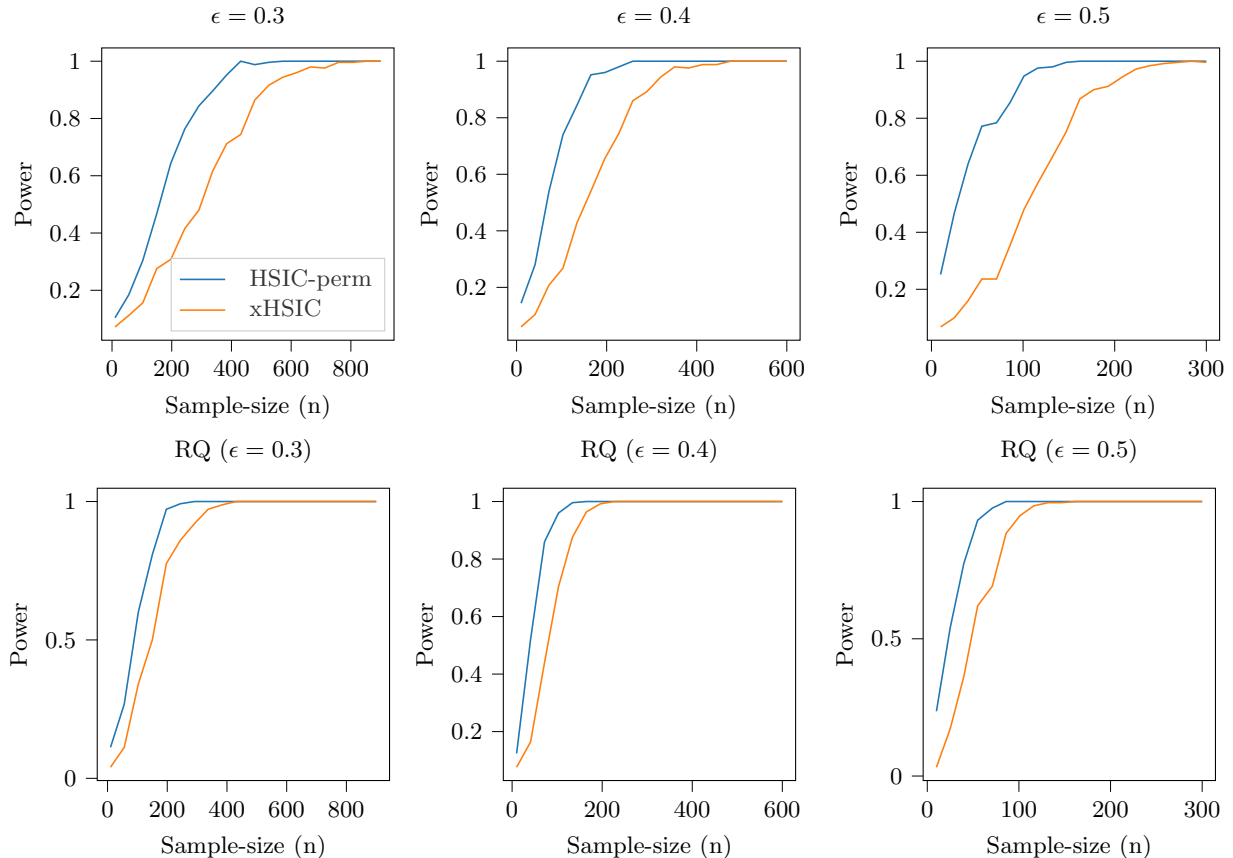 ϵ = 0.3
ϵ = 0.4
ϵ = 0.5
Power
1
0.8
0.6
0.4
0.2
HSIC-perm
xHSIC
0 200 400 600 800
Sample-size (n)
Power
1
0.8
0.6
0.4
0.2
0 200 400 600
Sample-size (n)
Power
1
0.8
0.6
0.4
0.2
0 100 200 300
Sample-size (n)
RQ (ϵ = 0.3)
RQ (ϵ = 0.4)
RQ (ϵ = 0.5)
Power
1
0.5
0
0 200 400 600 800
Sample-size (n)
Power
1
0.8
0.6
0.4
0.2
0 200 400 600
Sample-size (n)
Power
1
0.5
0
0 100 200 300
Sample-size (n)